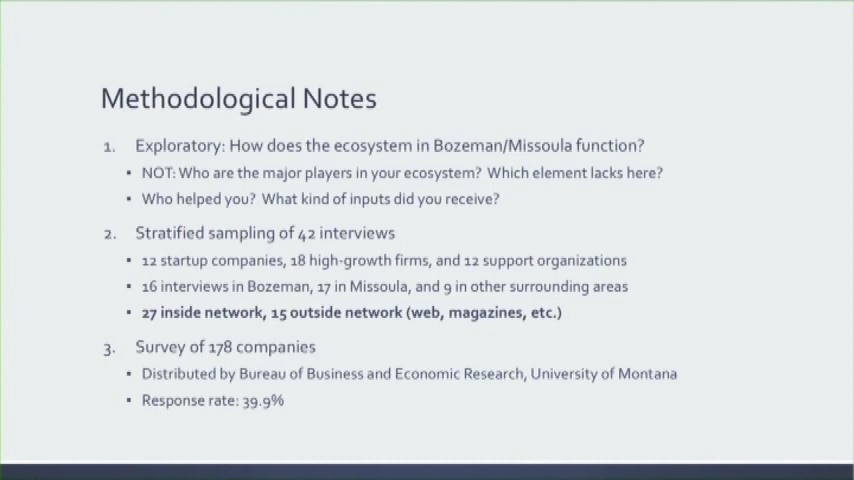 Methodological Notes
1. Exploratory: How does the ecosystem in Bozeman/Missoula function?
▪ NOT: Who are the major players in your ecosystem? Which element lacks here?
▪ Who helped you? What kind of inputs did you receive?
2. Stratified sampling of 42 interviews
▪ 12 startup companies, 18 high-growth firms, and 12 support organizations
▪ 16 interviews in Bozeman, 17 in Missoula, and 9 in other surrounding areas
▪ 27 inside network, 15 outside network (web, magazines, etc.)
3. Survey of 178 companies
▪ Distributed by Bureau of Business and Economic Research, University of Montana
▪ Response rate: 39.9%